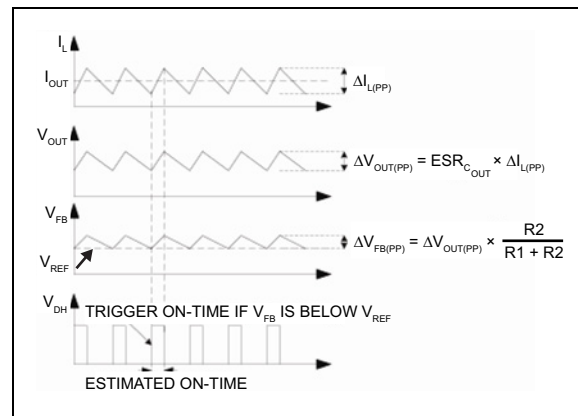 I_L
I_OUT
ΔI_L(PP)
V_OUT
ΔV_OUT(PP) = ESR_C_OUT × ΔI_L(PP)
V_FB
ΔV_FB(PP) = ΔV_OUT(PP) × R2
R1 + R2
V_REF
V_DH
TRIGGER ON-TIME IF V_FB IS BELOW V_REF
ESTIMATED ON-TIME